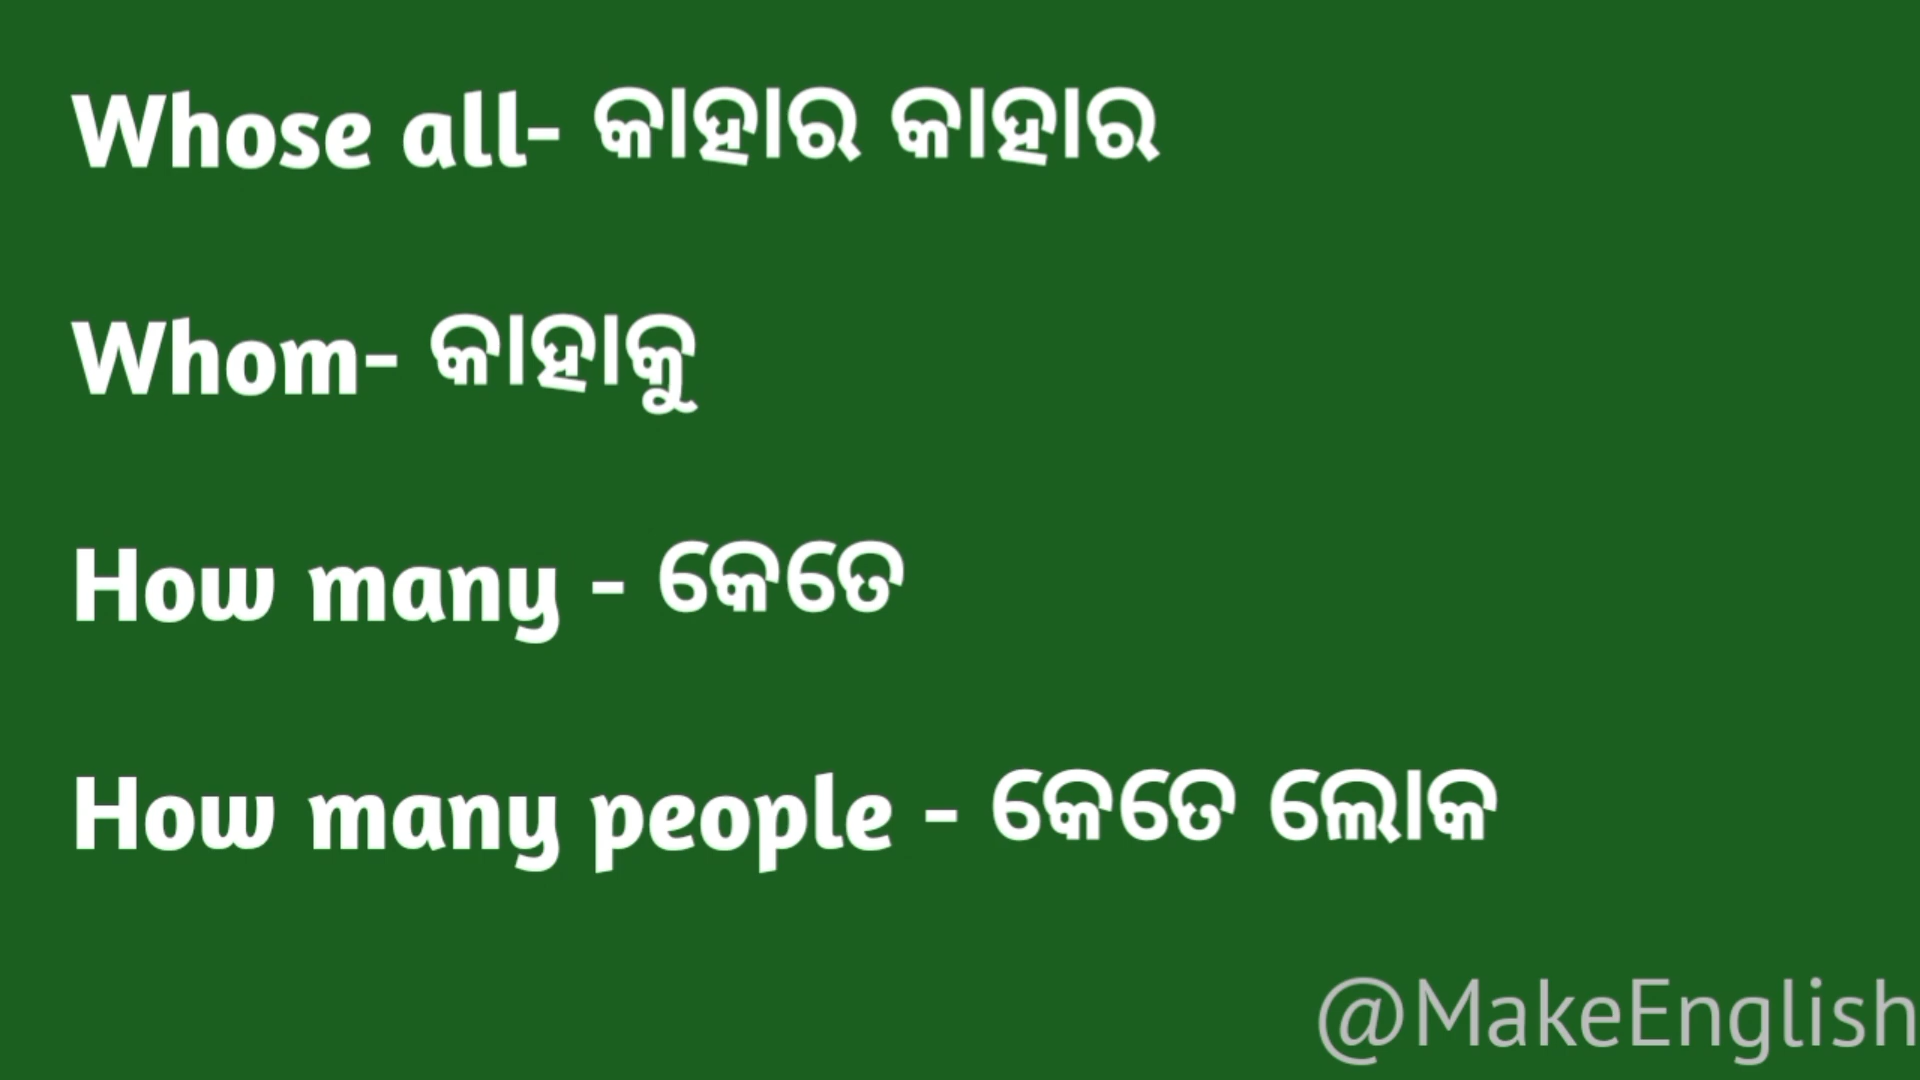 Whose all- କାହାର କାହାର
Whom- କାହାକୁ
How many - କେତେ
How many people - କେତେ ଲୋକ
@MakeEnglish